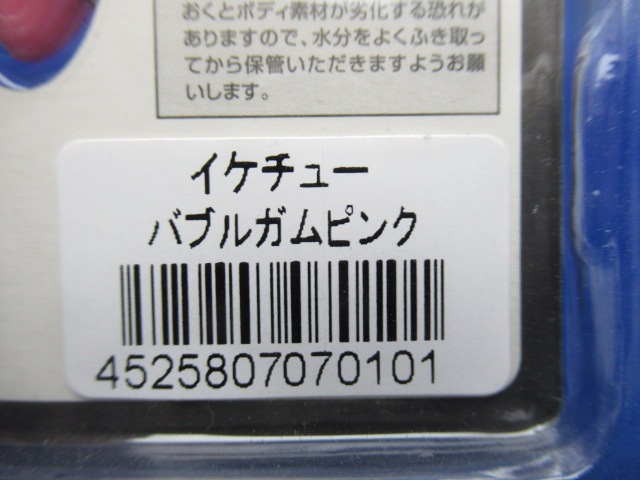 おくとボディ素材が劣化する恐れが
ありますので、水分をよくふき取っ
てから保管いただきますようお願
いします。
イケチュー
バブルガムピンク
4525807070101